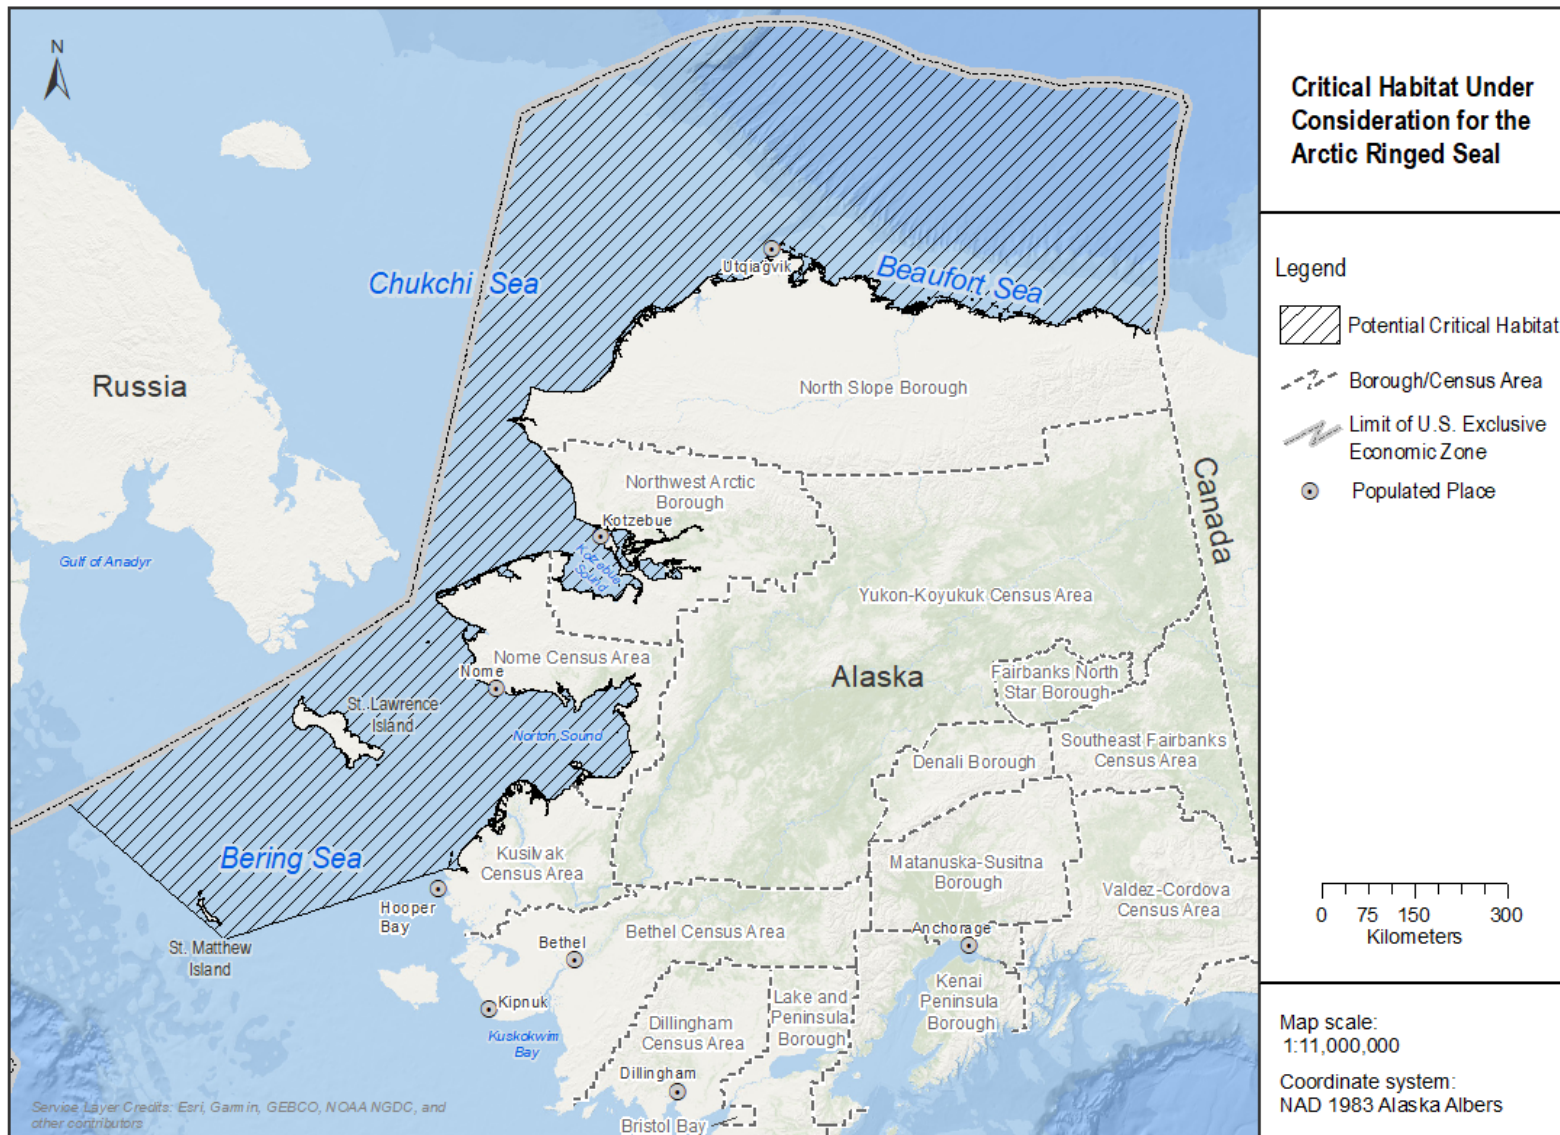 N
Chukchi Sea
Beaufort Sea
Utqiagvik
Russia
North Slope Borough
Northwest Arctic
Borough
Kotzebue
Kotzebue
Sound
Canada
Gulf of Anadyr
Yukon-Koyukuk Census Area
Nome Census Area
Nome
Alaska
Fairbanks North
Star Borough
St. Lawrence
Island
Norton Sound
Southeast Fairbanks
Census Area
Denali Borough
Bering Sea
Kusilvak
Census Area
Matanuska-Susitna
Borough
Valdez-Cordova
Census Area
Hooper
Bay
St. Matthew
Island
Bethel
Bethel Census Area
Anchorage
Kipnuk
Kuskokwim
Bay
Dillingham
Census Area
Lake and
Peninsula
Borough
Kenai
Peninsula
Borough
Dillingham
Bristol Bay
Service Layer Credits: Esri, Garmin, GEBCO, NOAA NGDC, and
other contributors
Critical Habitat Under
Consideration for the
Arctic Ringed Seal
Legend
Potential Critical Habitat
Borough/Census Area
Limit of U.S. Exclusive
Economic Zone
Populated Place
0 75 150 300
Kilometers
Map scale:
1:11,000,000
Coordinate system:
NAD 1983 Alaska Albers